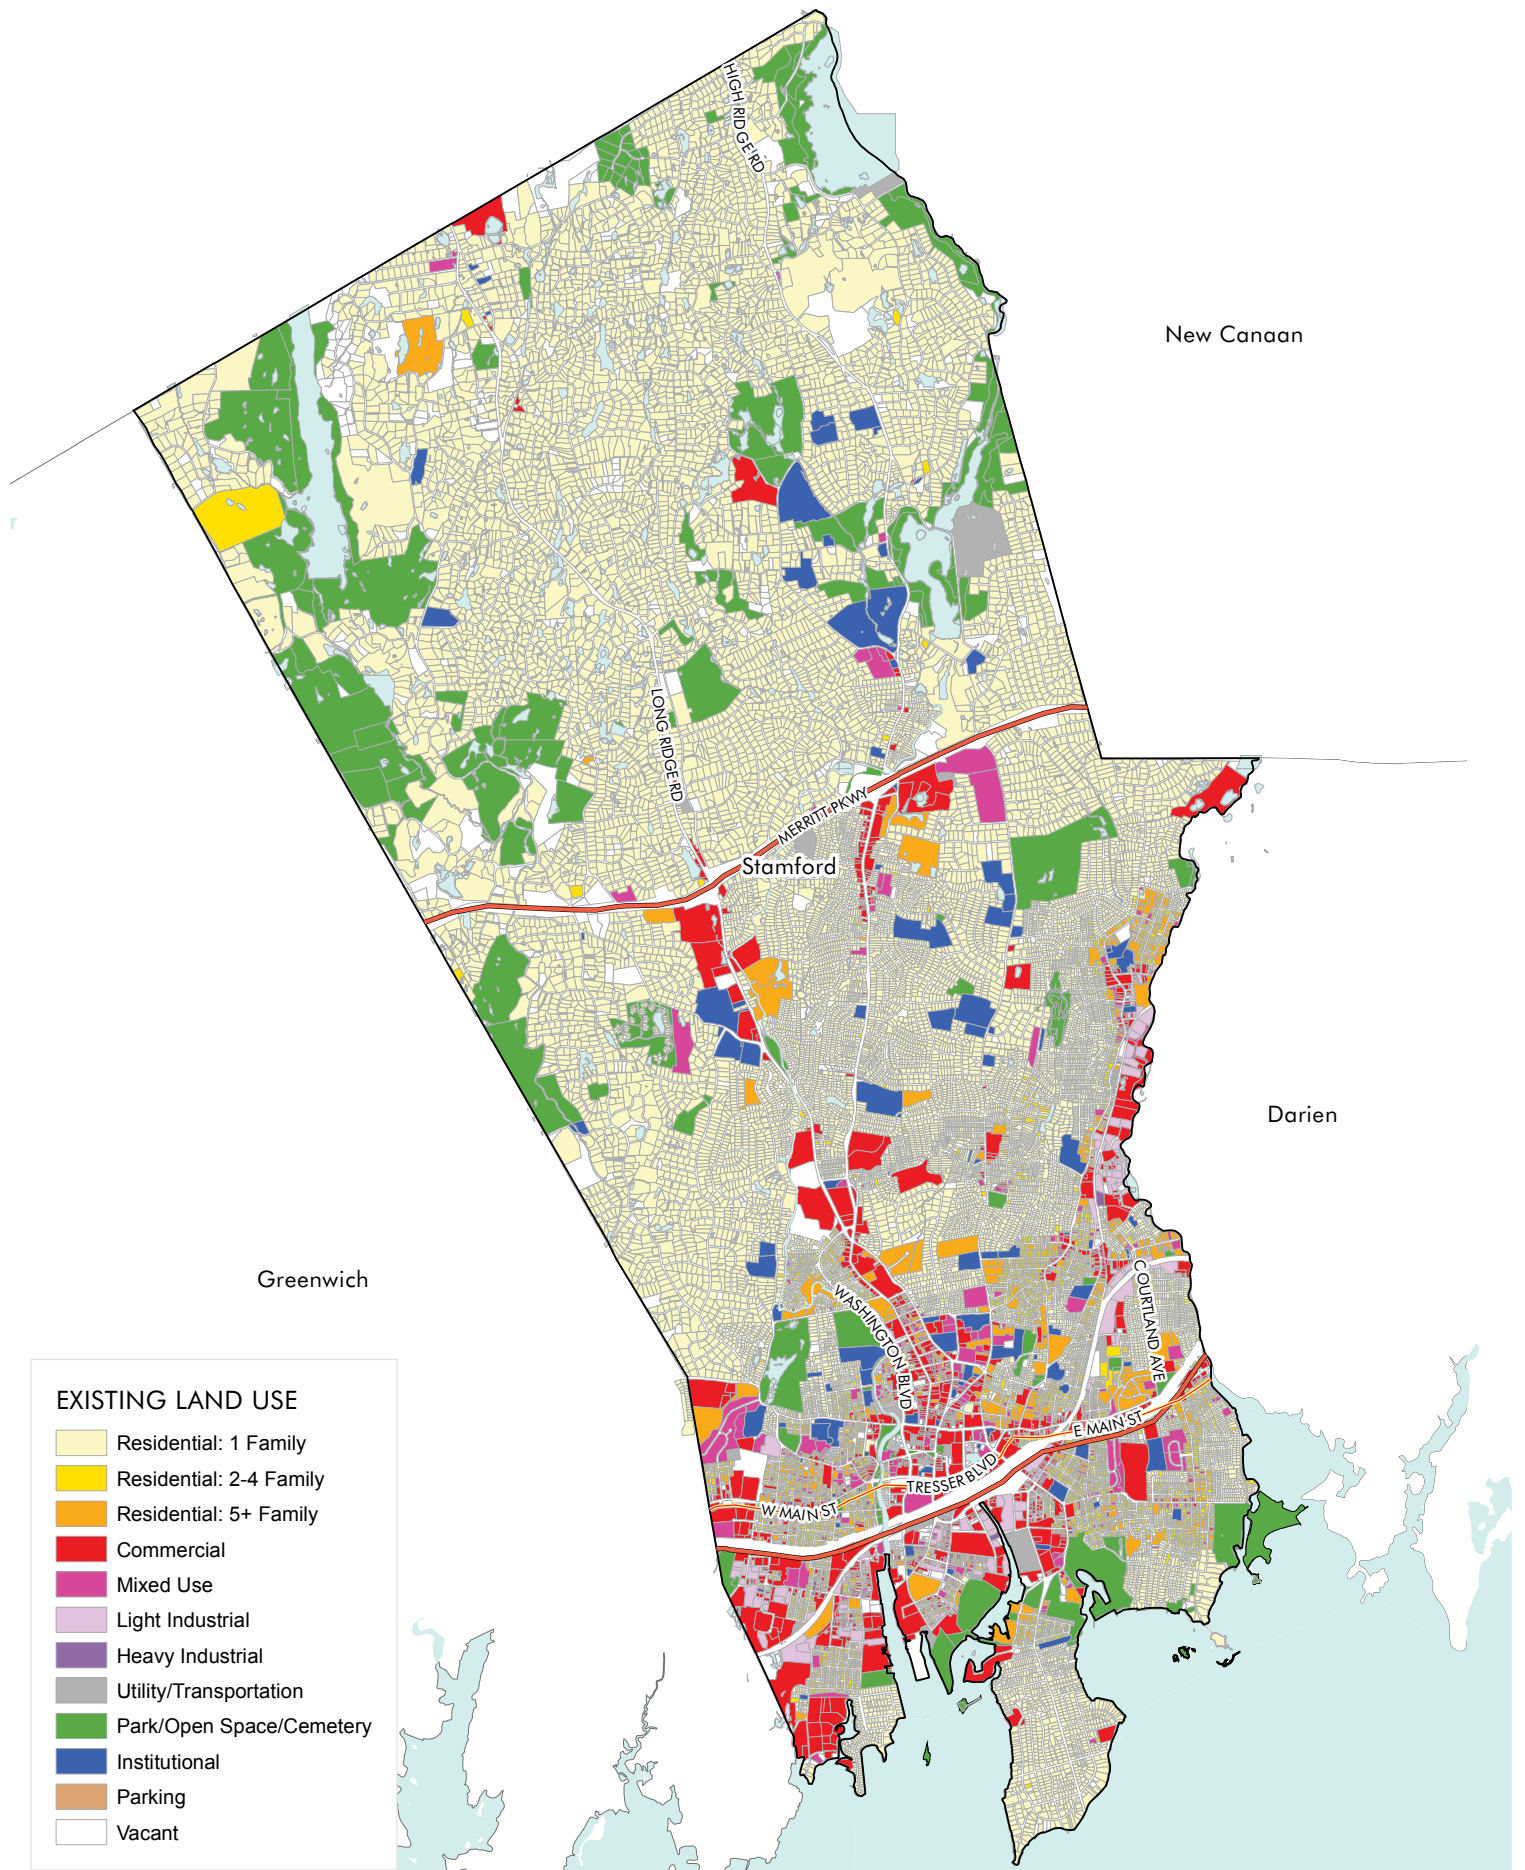 HIGH RIDGE RD
New Canaan
LONG RIDGE RD
MERRITT PKWY
Stamford
Darien
Greenwich
COURTLAND AVE
WASHINGTON BLVD
E MAIN ST
TRESSER BLVD
W MAIN ST
EXISTING LAND USE
Residential: 1 Family
Residential: 2-4 Family
Residential: 5+ Family
Commercial
Mixed Use
Light Industrial
Heavy Industrial
Utility/Transportation
Park/Open Space/Cemetery
Institutional
Parking
Vacant